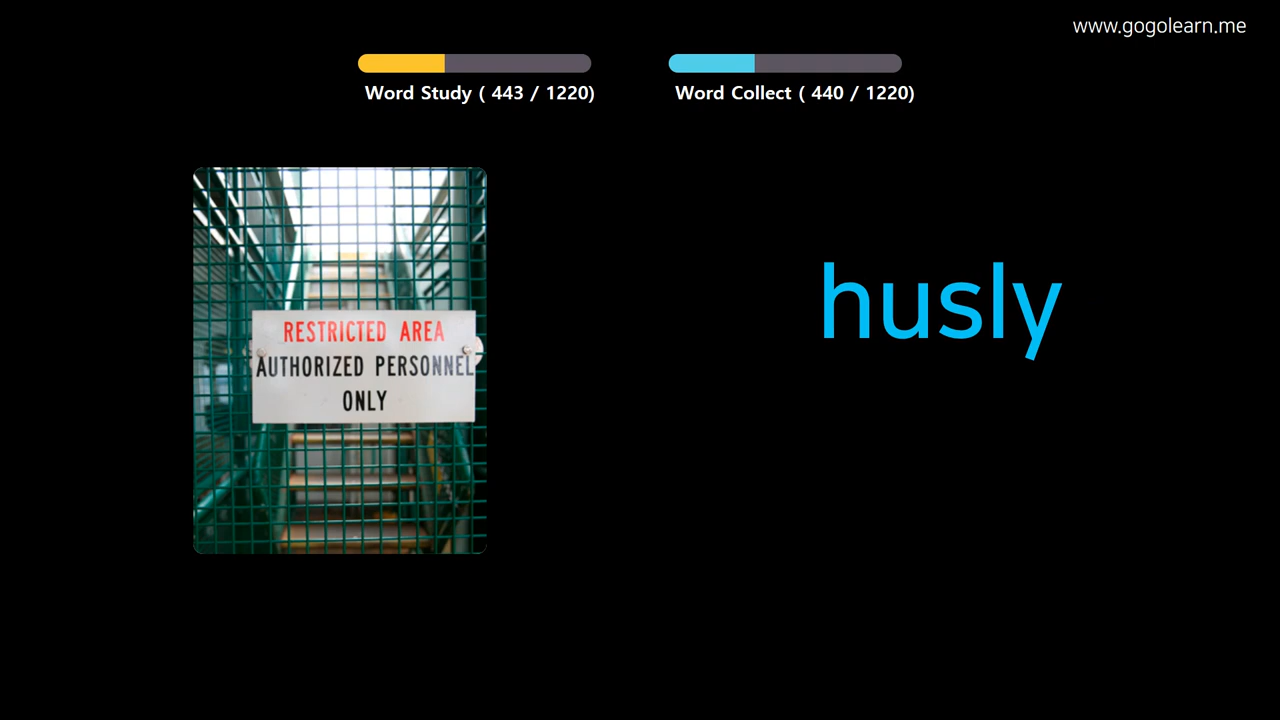 www.gogolearn.me
Word Study ( 443 / 1220)
Word Collect ( 440 / 1220)
RESTRICTED AREA
AUTHORIZED PERSONNEL
ONLY
husly